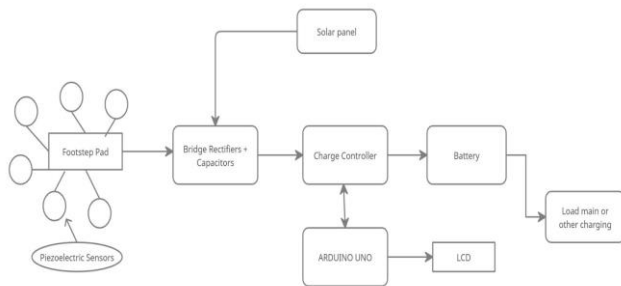 Solar panel
Footstep Pad
Bridge Rectifiers +
Capacitors
Charge Controller
Battery
Load main or
other charging
Piezoelectric Sensors
ARDUINO UNO
LCD